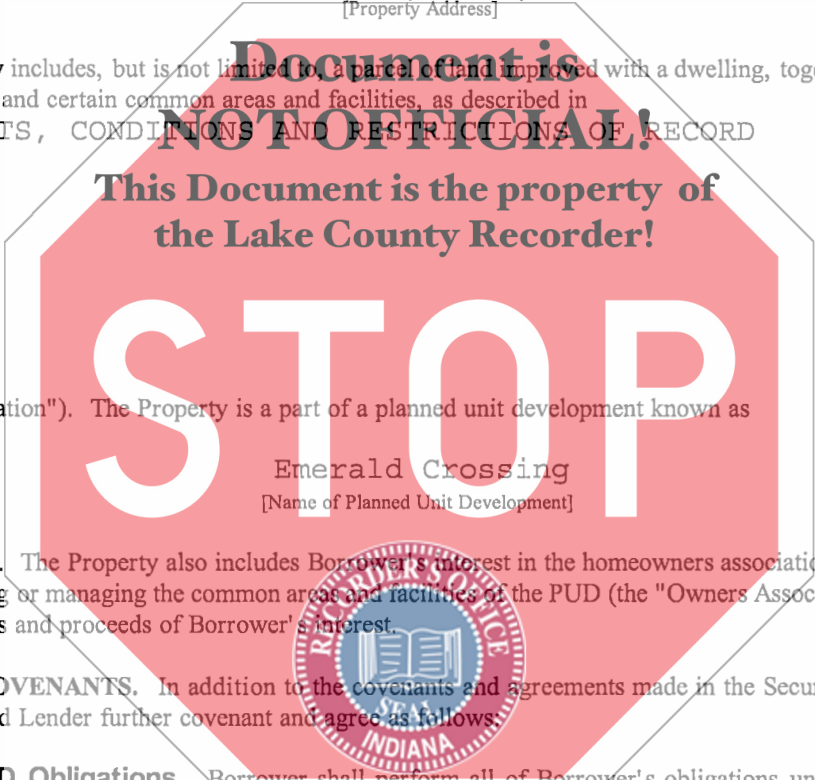 [Property Address]
Document is
includes, but is not limited to, a parcel of land improved with a dwelling,
and certain common areas and facilities, as described in
NOT OFFICIAL!
TS, CONDITIONS AND RESTRICTIONS OF RECORD
This Document is the property of
the Lake County Recorder!
STOP
ation"). The Property is a part of a planned unit development known as
Emerald Crossing
[Name of Planned Unit Development]
. The Property also includes Borrower's interest in the homeowners associatio
g or managing the common areas and facilities of the PUD (the "Owners Assoc
s and proceeds of Borrower's interest.
RECORDER'S OFFICE
SEAL
INDIANA
OVENANTS. In addition to the covenants and agreements made in the Secu
d Lender further covenant and agree as follows:
D Obligations. Borrower shall perform all of Borrower's obligations un